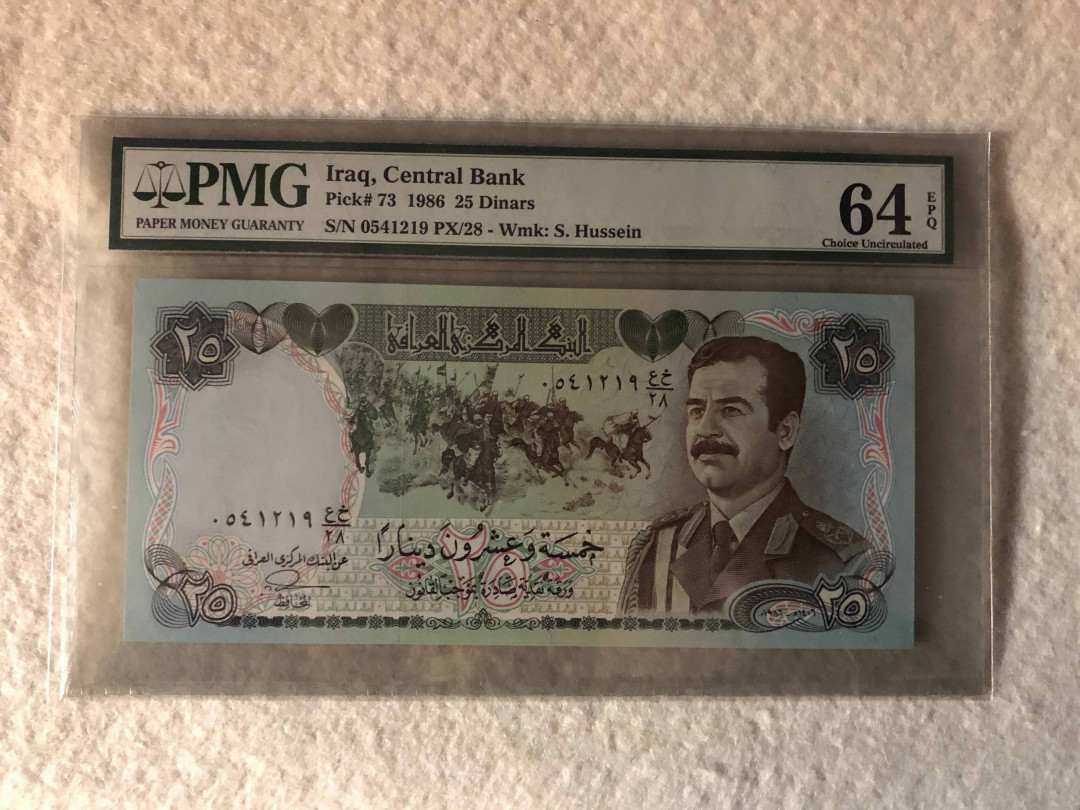 PMG
PAPER MONEY GUARANTY
Iraq, Central Bank
Pick# 73 1986 25 Dinars
S/N 0541219 PX/28 - Wmk: S. Hussein
64
EPQ
Choice Uncirculated
٢٥
البنك المركزي العراقي
٢٥
٠٥٤١٢١٩ خ ع/٢٨
٠٥٤١٢١٩ خ ع/٢٨
خمسة وعشرون دينارًا
٢٥
عن البنك المركزي العراقي
ورقة نقدية صادرة بموجب القانون
المحافظ
٢٥
٢٥